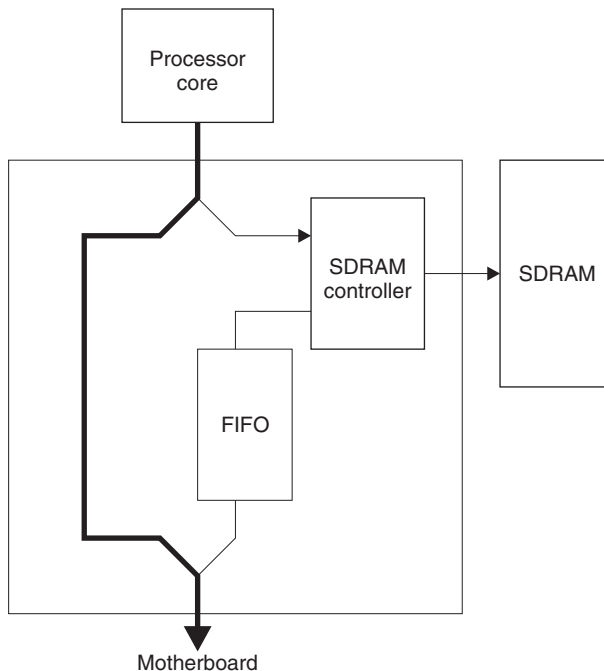 Processor
core
SDRAM
controller
SDRAM
FIFO
Motherboard